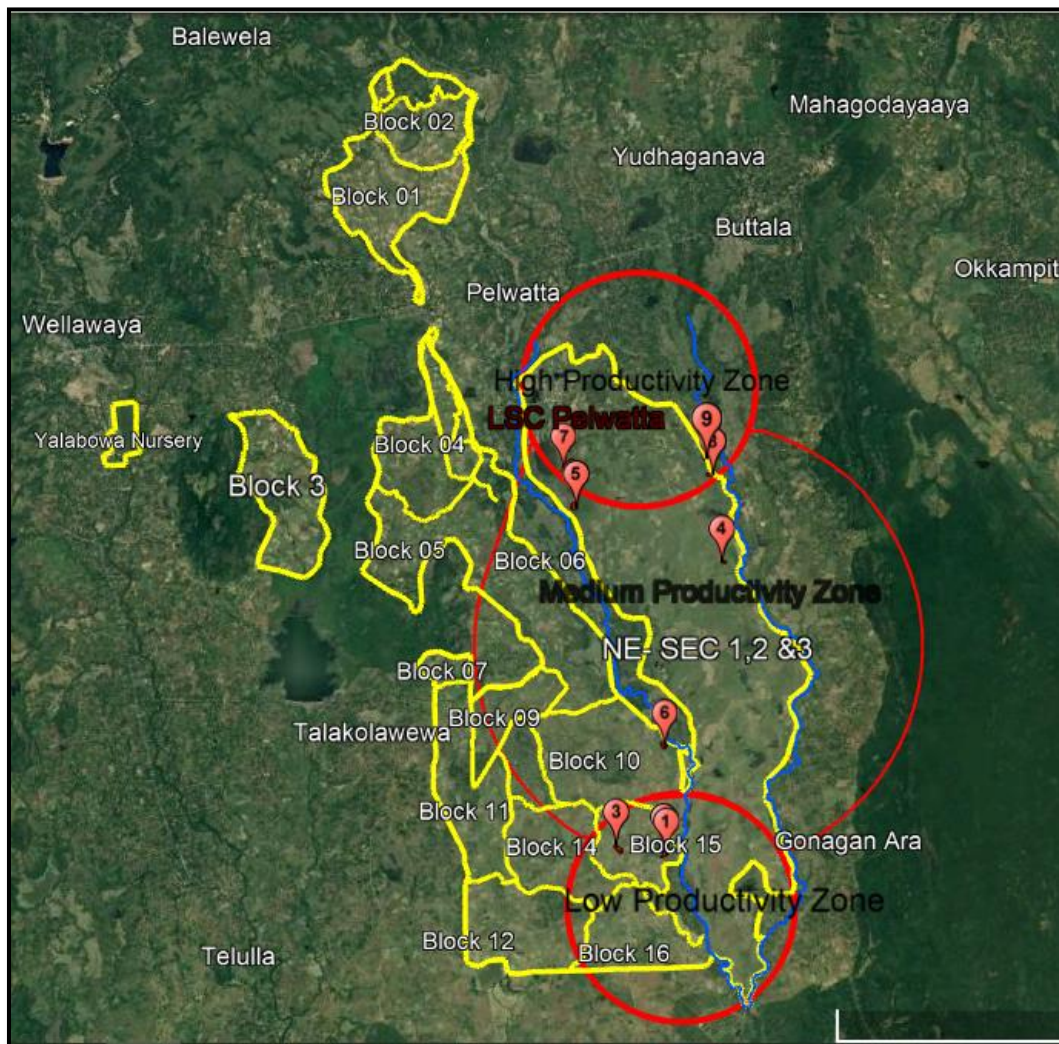 Balewela
Mahagodayaaya
Block 02
Yudhaganava
Block 01
Buttala
Okkampit
Pelwatta
Wellawaya
High Productivity Zone
LSC Pelwatta
9
7
Yalabowa Nursery
Block 04
5
Block 3
4
Block 05
Block 06
Medium Productivity Zone
NE- SEC 1,2 &3
Block 07
6
Block 09
Talakolawewa
Block 10
3
1
Block 11
Block 14
Block 15
Gonagan Ara
Low Productivity Zone
Block 12
Block 16
Telulla